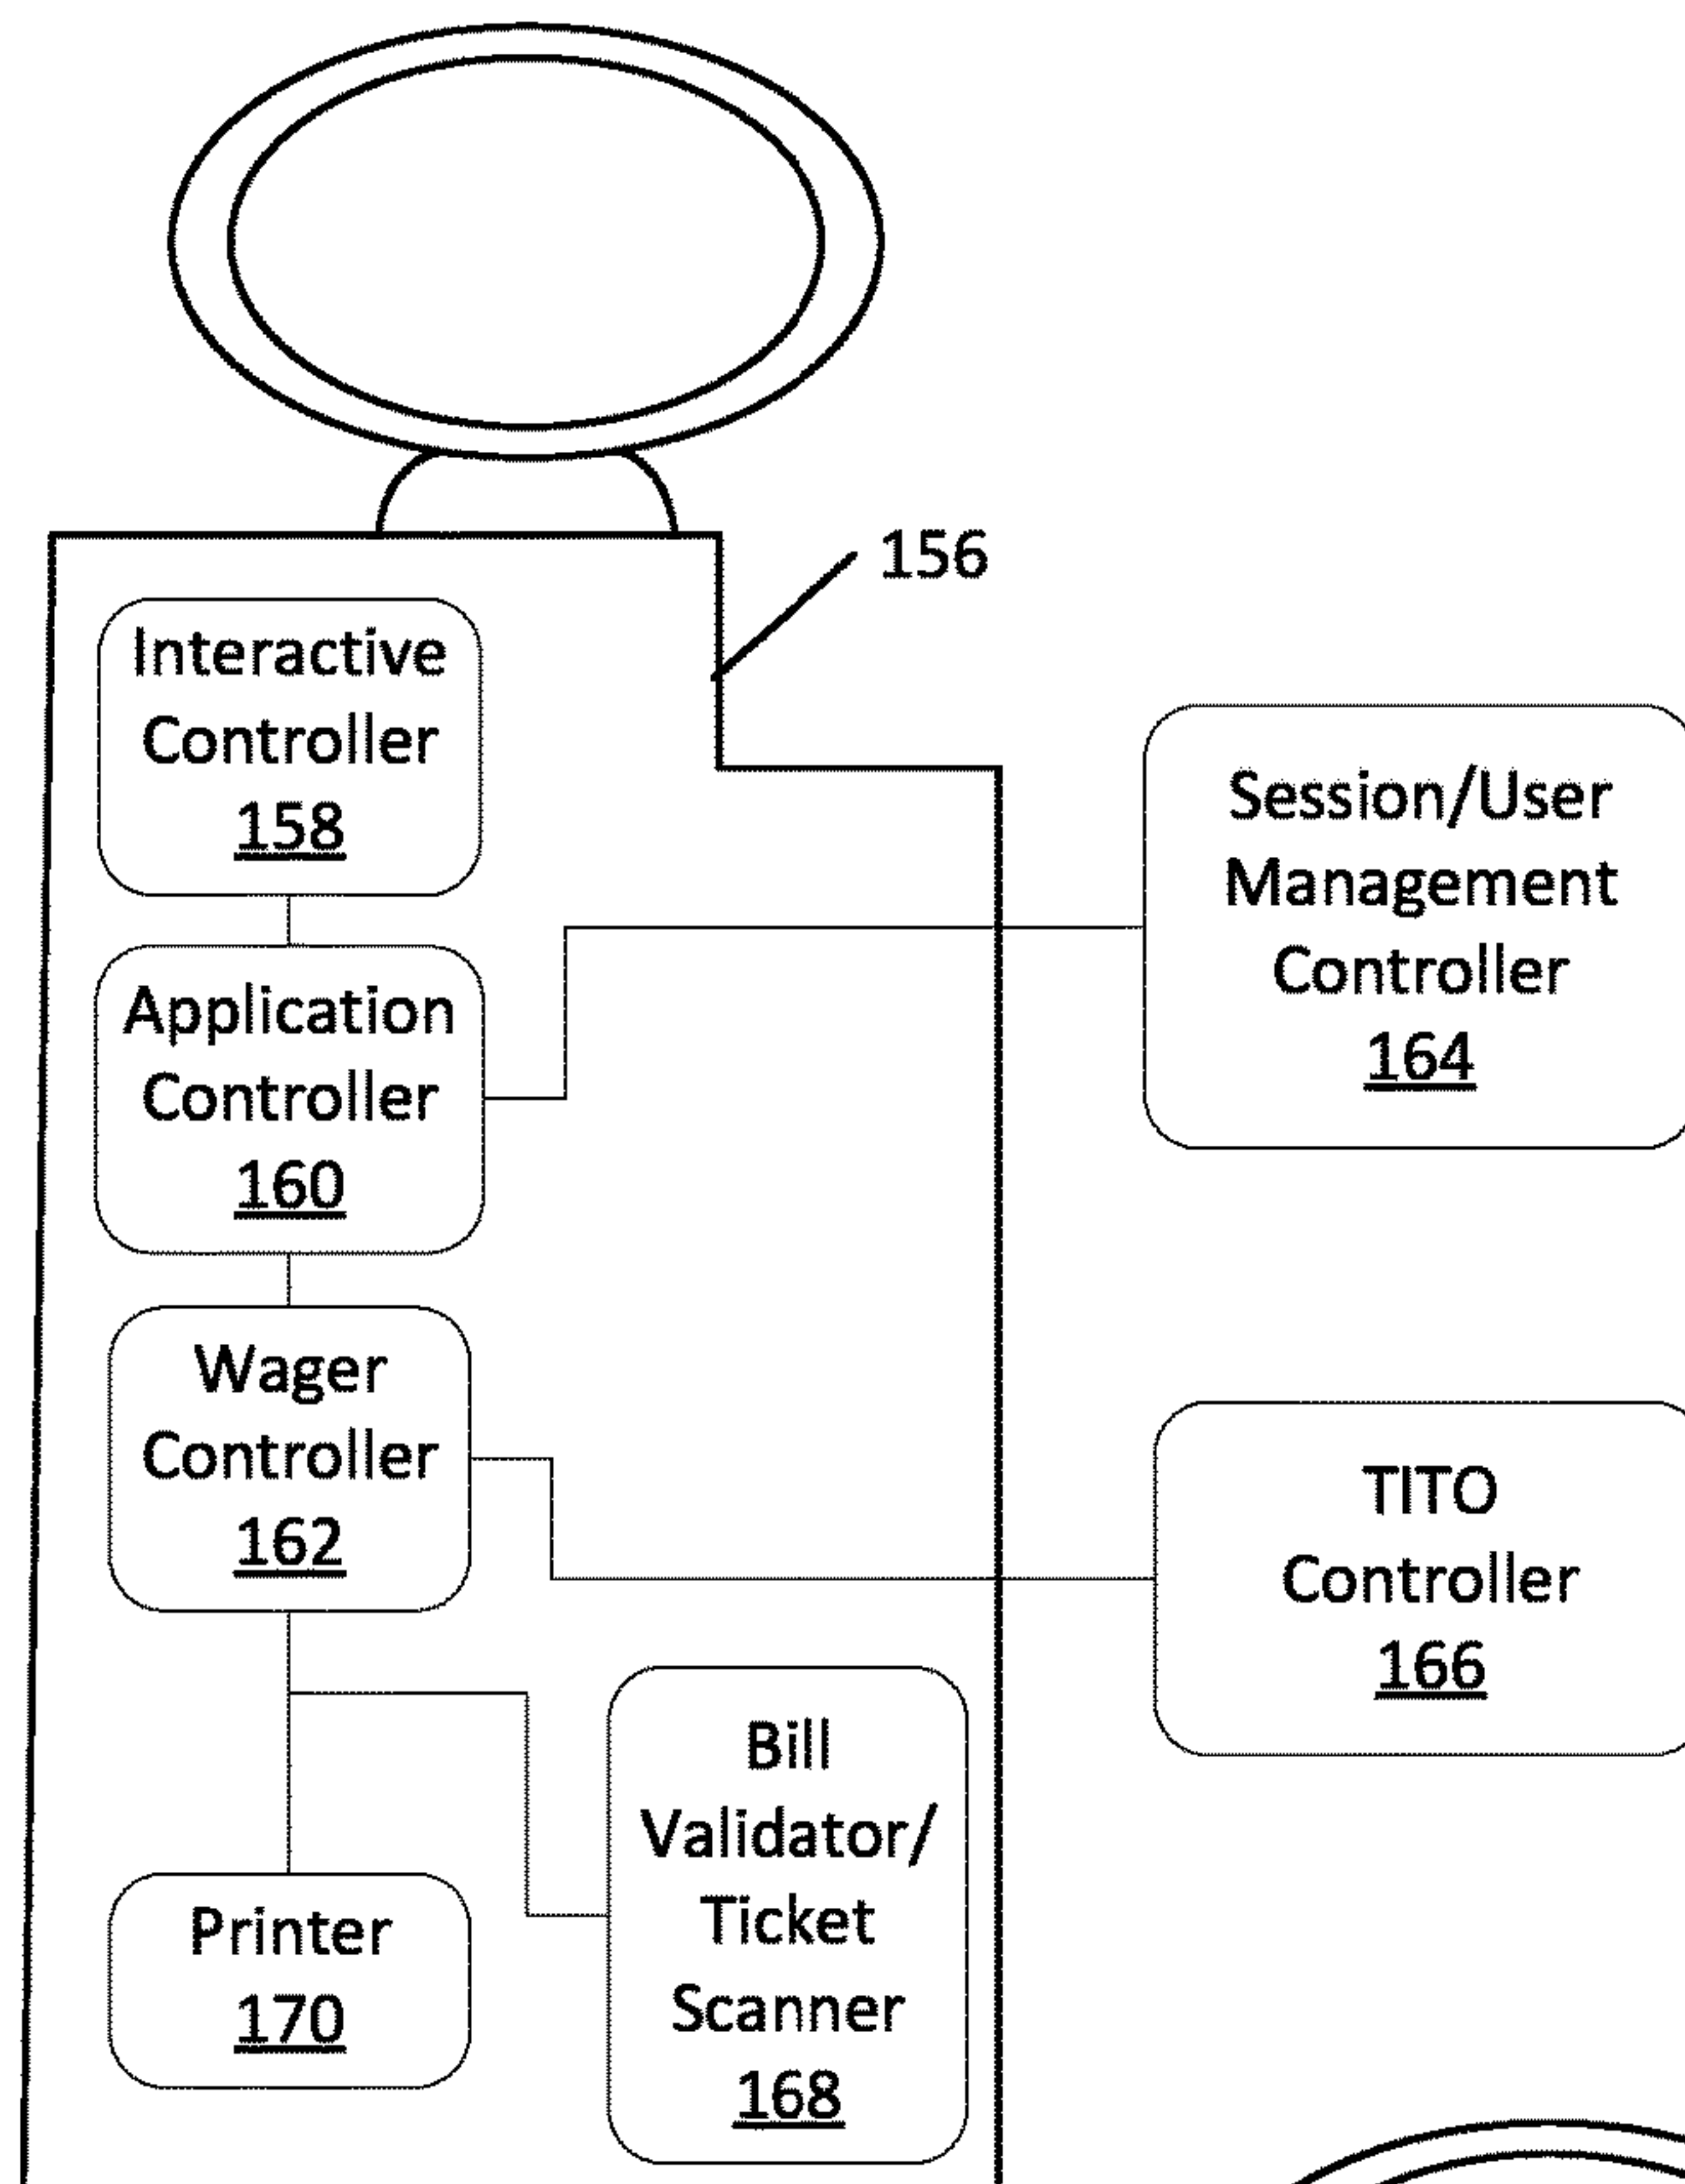 156
Interactive
Controller
158
Session/User
Management
Controller
164
Application
Controller
160
Wager
Controller
162
TITO
Controller
166
Bill
Validator/
Ticket
Scanner
168
Printer
170